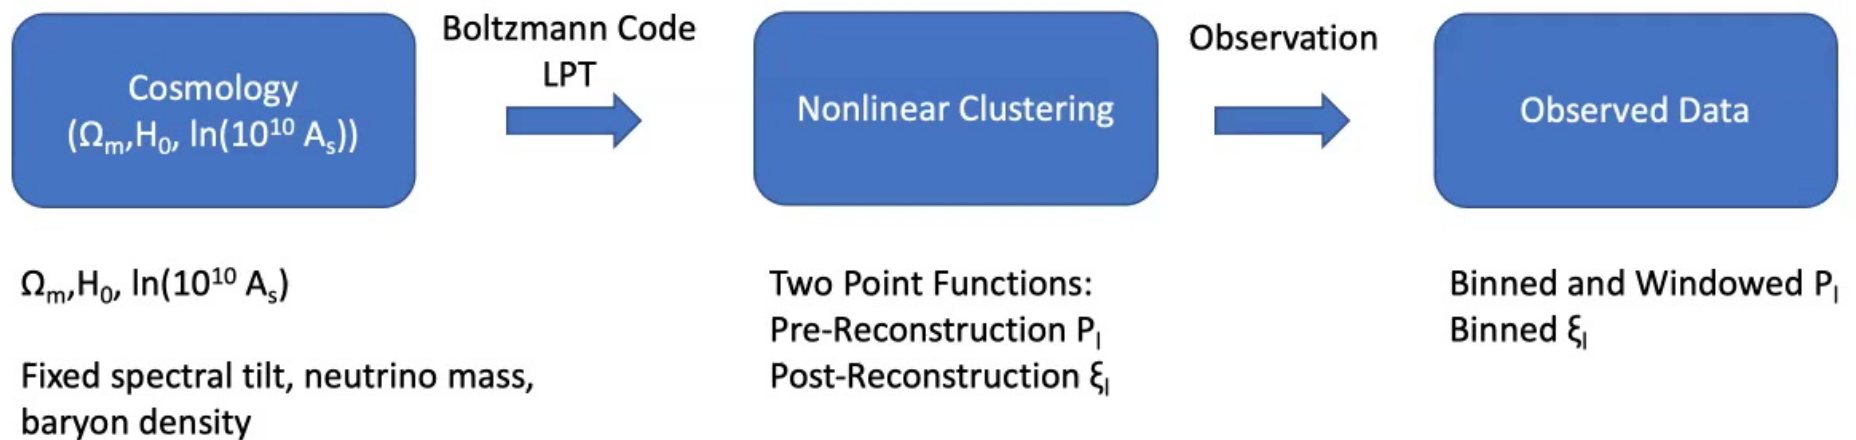 Cosmology
(Ωₘ,H₀, ln(10¹⁰ Aₛ))
Boltzmann Code
LPT
Nonlinear Clustering
Observation
Observed Data
Ωₘ,H₀, ln(10¹⁰ Aₛ)
Fixed spectral tilt, neutrino mass,
baryon density
Two Point Functions:
Pre-Reconstruction Pₗ
Post-Reconstruction ξₗ
Binned and Windowed Pₗ
Binned ξₗ